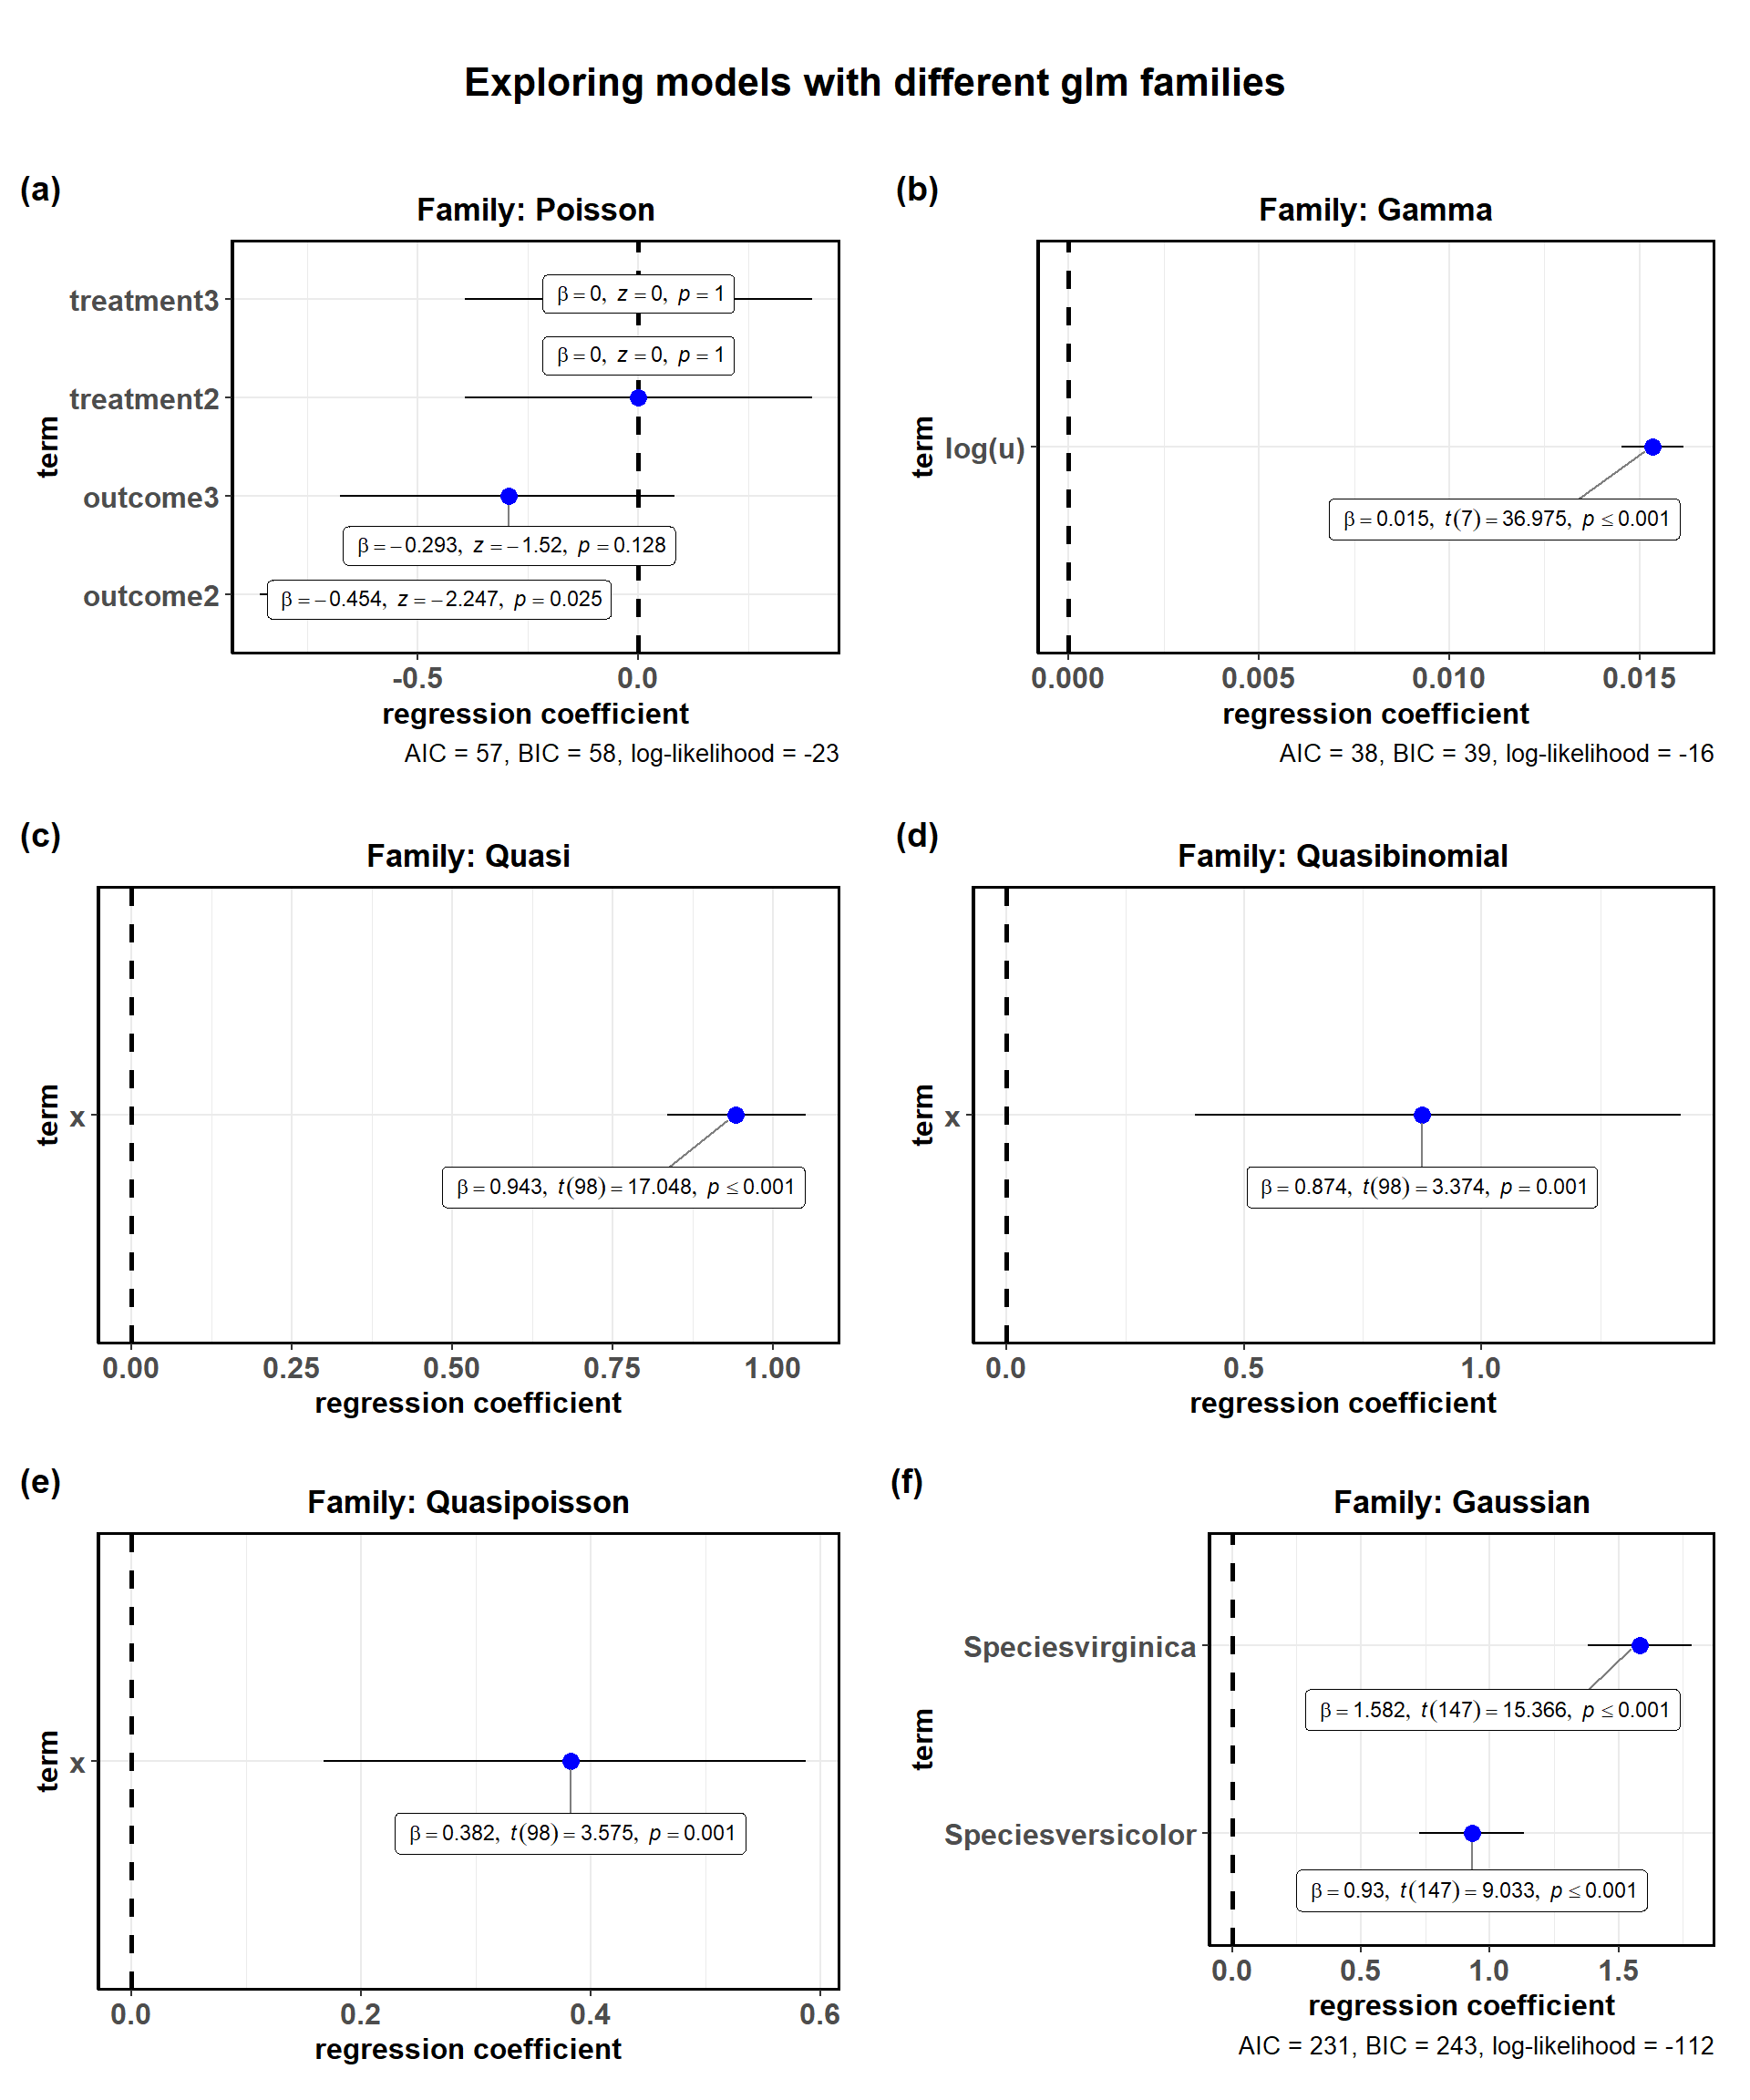 Exploring models with different glm families
(a)
Family: Poisson
treatment3
treatment2
outcome3
outcome2
term
β = 0, z = 0, p = 1
β = 0, z = 0, p = 1
β = −0.293, z = −1.52, p = 0.128
β = −0.454, z = −2.247, p = 0.025
-0.5 0.0
regression coefficient
AIC = 57, BIC = 58, log-likelihood = -23
(b)
Family: Gamma
term
log(u)
β = 0.015, t(7) = 36.975, p ≤ 0.001
0.000 0.005 0.010 0.015
regression coefficient
AIC = 38, BIC = 39, log-likelihood = -16
(c)
Family: Quasi
term
x
β = 0.943, t(98) = 17.048, p ≤ 0.001
0.00 0.25 0.50 0.75 1.00
regression coefficient
(d)
Family: Quasibinomial
term
x
β = 0.874, t(98) = 3.374, p = 0.001
0.0 0.5 1.0
regression coefficient
(e)
Family: Quasipoisson
term
x
β = 0.382, t(98) = 3.575, p = 0.001
0.0 0.2 0.4 0.6
regression coefficient
(f)
Family: Gaussian
term
Speciesvirginica
β = 1.582, t(147) = 15.366, p ≤ 0.001
Speciesversicolor
β = 0.93, t(147) = 9.033, p ≤ 0.001
0.0 0.5 1.0 1.5
regression coefficient
AIC = 231, BIC = 243, log-likelihood = -112